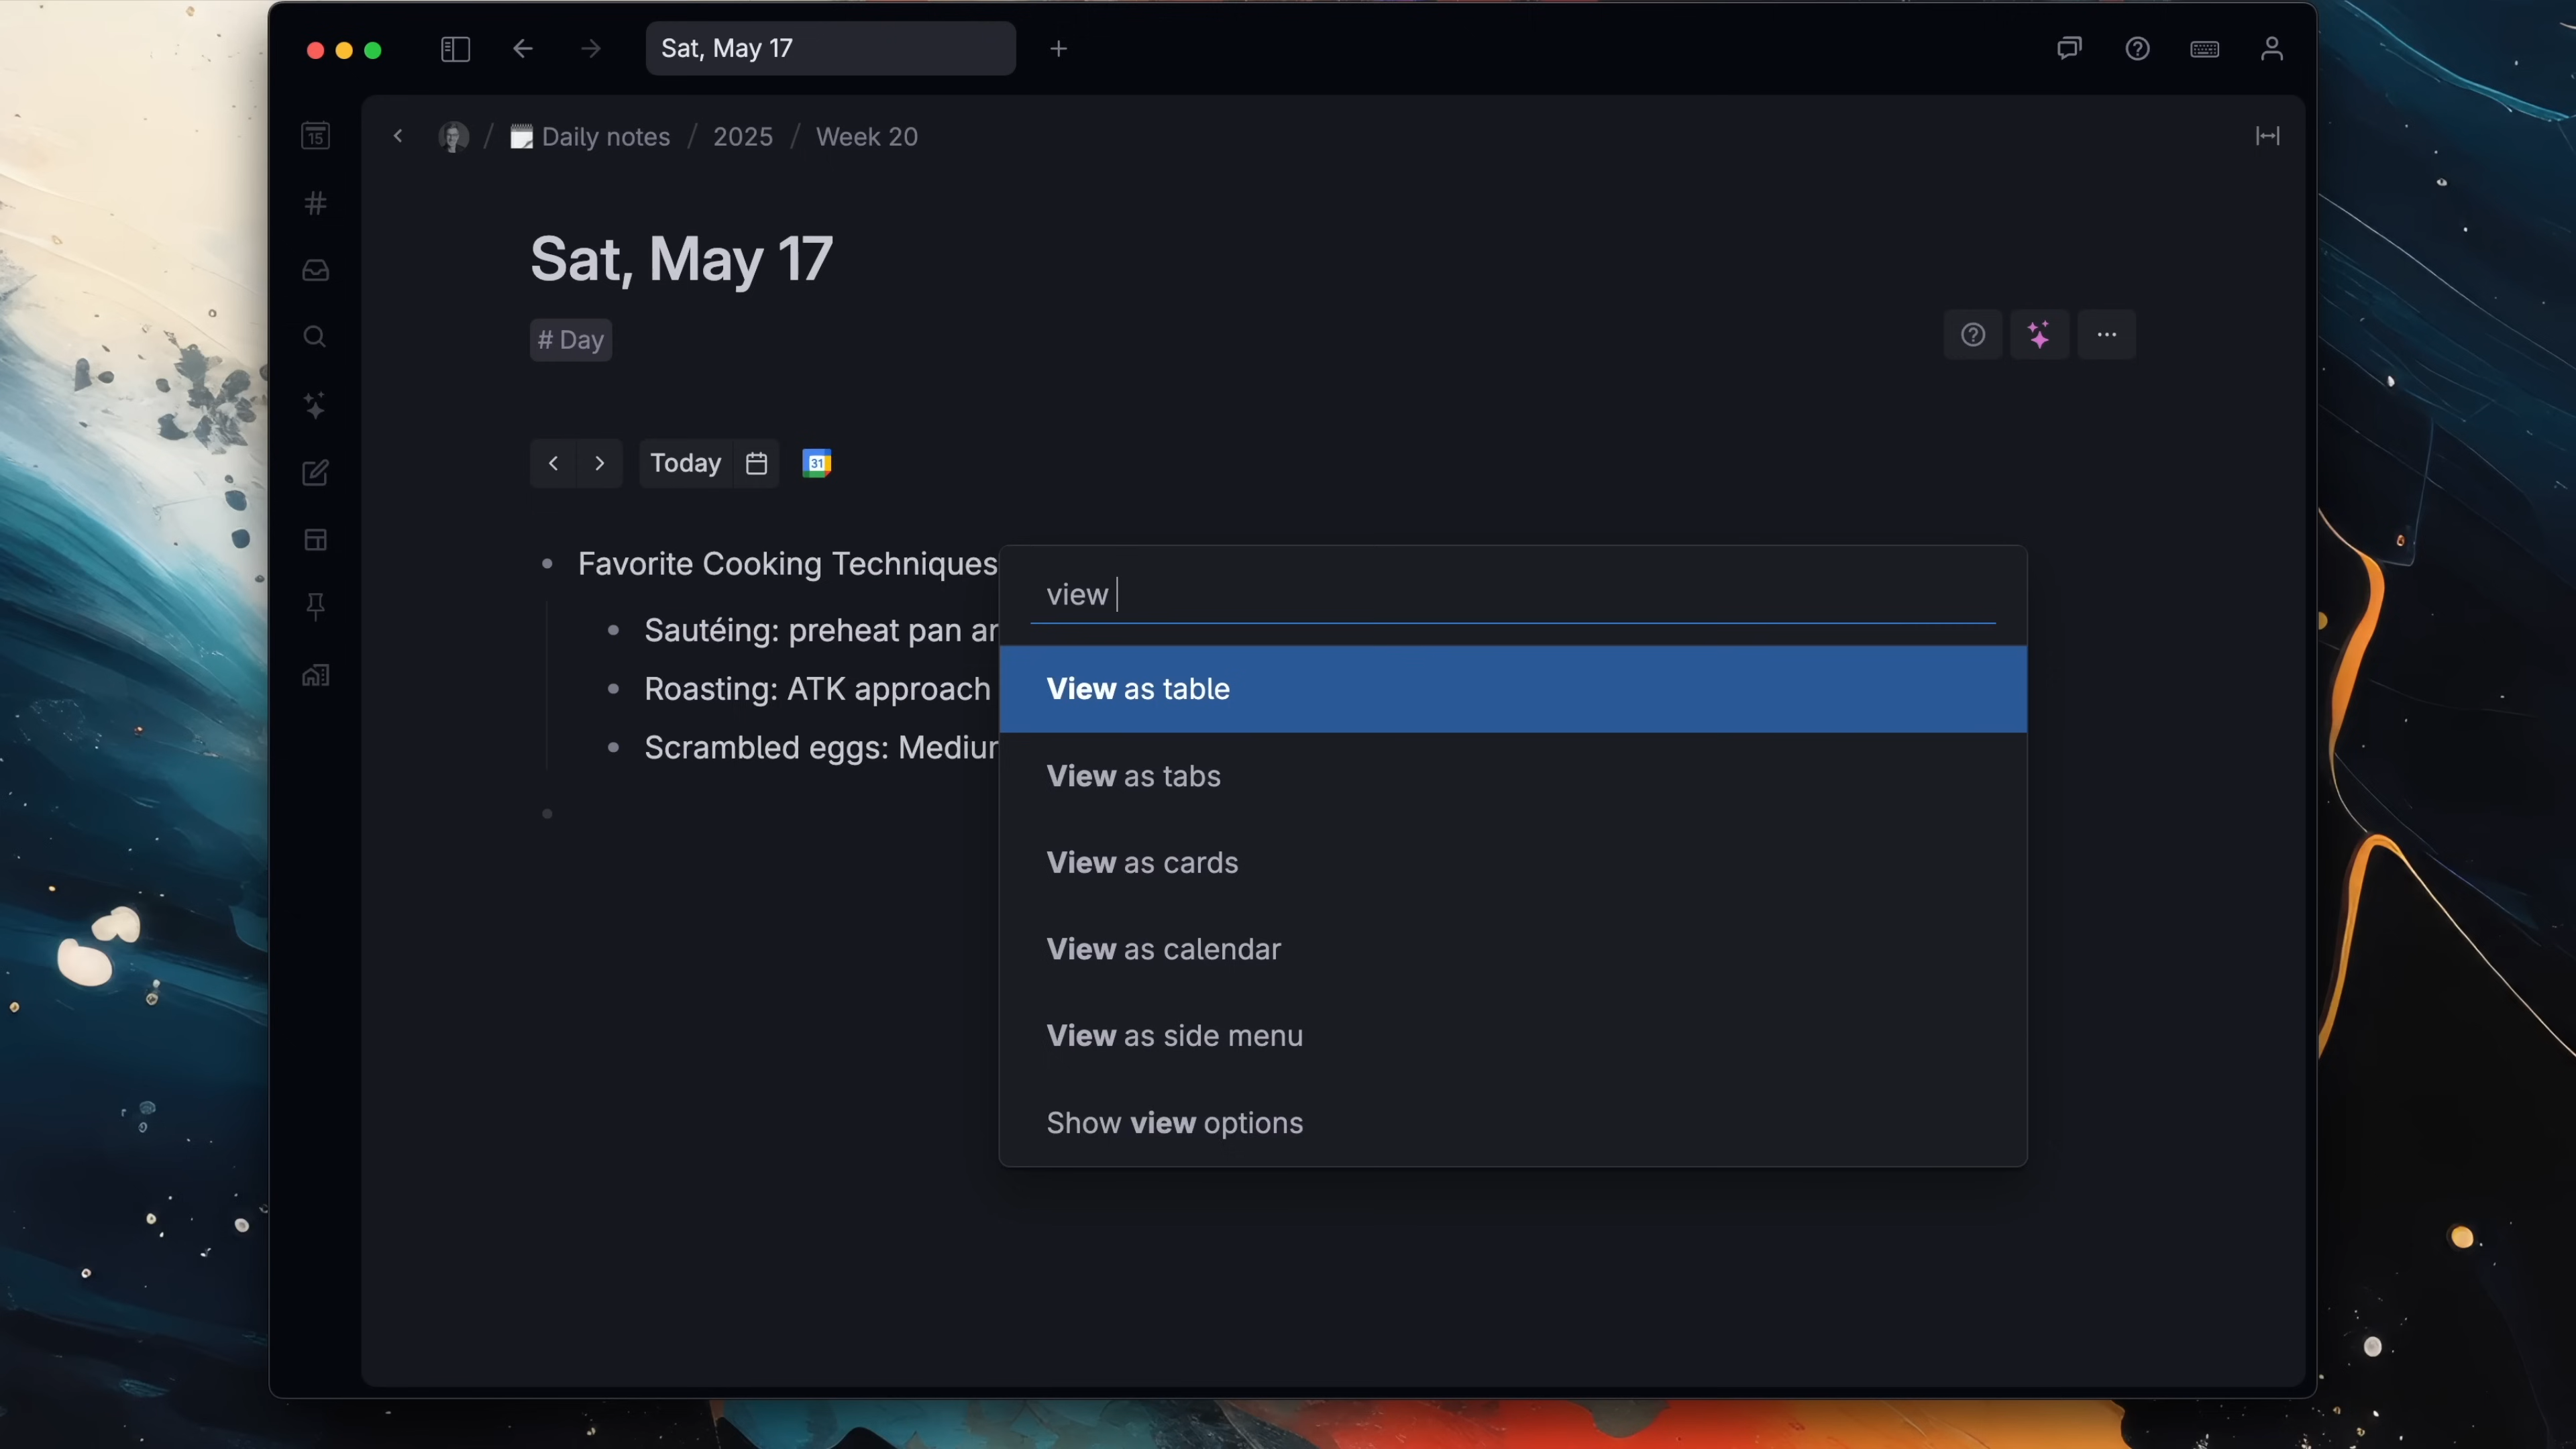 Sat, May 17
15
Daily notes / 2025 / Week 20
Sat, May 17
# Day
Today
31
Favorite Cooking Techniques
Sautéing: preheat pan
Roasting: ATK approach
Scrambled eggs:
view
View as table
View as tabs
View as cards
View as calendar
View as side menu
Show view options